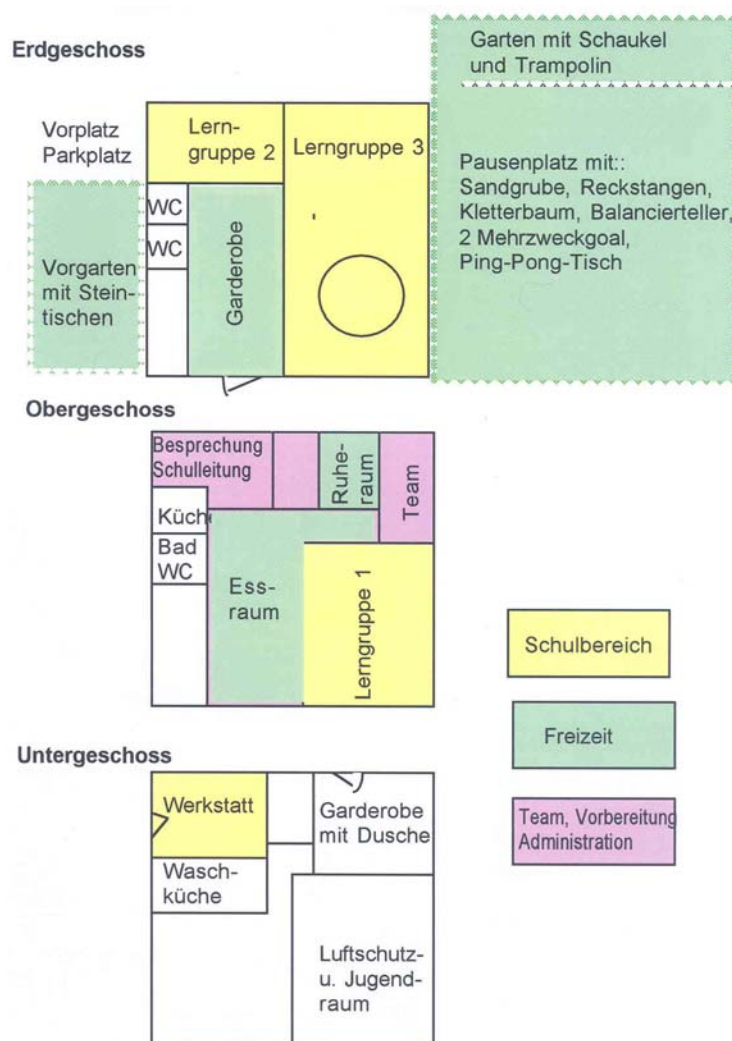 Erdgeschoss
Garten mit Schaukel
und Trampolin
Vorplatz
Parkplatz
Lern-
gruppe 2
Lerngruppe 3
Pausenplatz mit::
Sandgrube, Reckstangen,
Kletterbaum, Balancierteller,
2 Mehrzweckgoal,
Ping-Pong-Tisch
WC
WC
Garderobe
Vorgarten
mit Stein-
tischen
Obergeschoss
Besprechung
Schulleitung
Ruhe-
raum
Team
Küche
Bad
WC
Ess-
raum
Lerngruppe 1
Schulbereich
Freizeit
Team, Vorbereitung
Administration
Untergeschoss
Werkstatt
Garderobe
mit Dusche
Wasch-
küche
Luftschutz-
u. Jugend-
raum